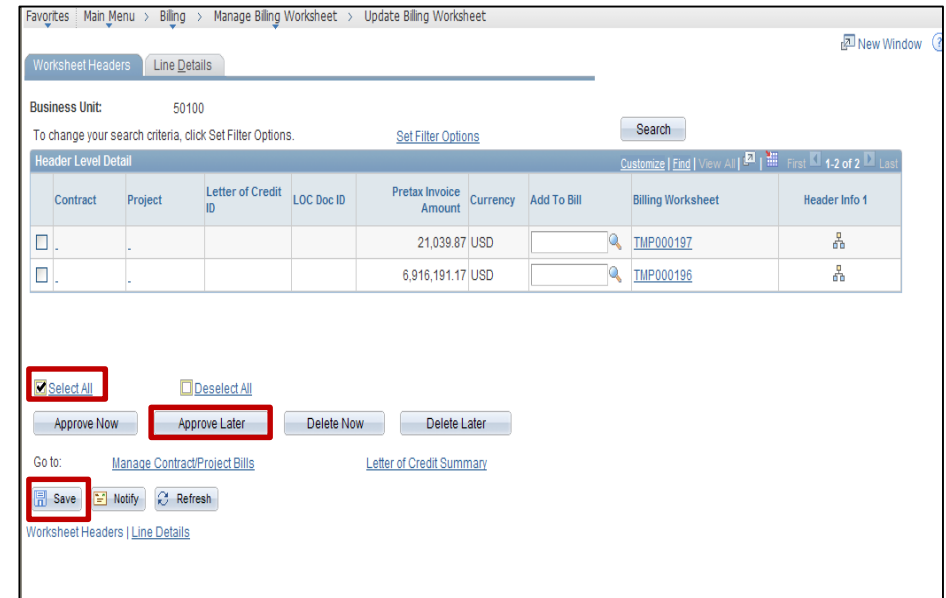 Favorites Main Menu > Billing > Manage Billing Worksheet > Update Billing Worksheet
New Window ?
Worksheet Headers Line Details
Business Unit: 50100
To change your search criteria, click Set Filter Options. Set Filter Options Search
Header Level Detail Customize | Find | View All | | First 1-2 of 2 Last
Contract Project Letter of Credit ID LOC Doc ID Pretax Invoice Amount Currency Add To Bill Billing Worksheet Header Info 1
- - 21,039.87 USD TMP000197
- - 6,916,191.17 USD TMP000196
Select All Deselect All
Approve Now Approve Later Delete Now Delete Later
Go to: Manage Contract/Project Bills Letter of Credit Summary
Save Notify Refresh
Worksheet Headers | Line Details